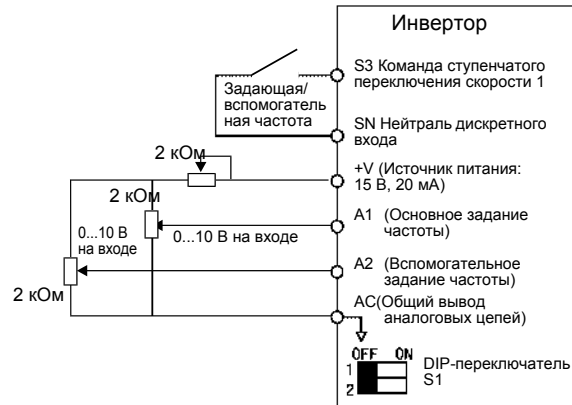 Инвертор
S3 Команда ступенчатого
переключения скорости 1
Задающая/
вспомогатель
ная частота
SN Нейтраль дискретного
входа
2 кОм
+V (Источник питания:
15 В, 20 мА)
2 кОм
A1 (Основное задание
частоты)
0...10 В
на входе
0...10 В на входе
A2 (Вспомогательное
задание частоты)
2 кОм
AC(Общий вывод
аналоговых цепей)
OFF ON
1
2
DIP-переключатель
S1